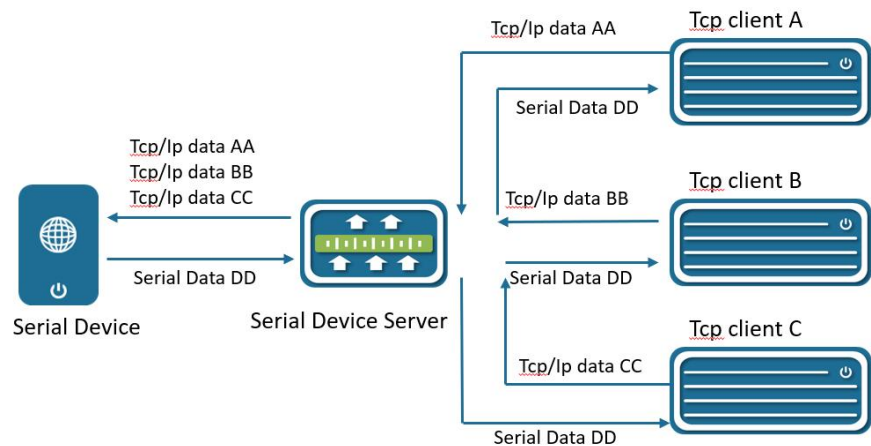 Tcp client A
Tcp/Ip data AA
Serial Data DD
Tcp/Ip data AA
Tcp/Ip data BB
Tcp/Ip data CC
Tcp client B
Tcp/Ip data BB
Serial Data DD
Serial Data DD
Serial Device
Serial Device Server
Tcp client C
Tcp/Ip data CC
Serial Data DD